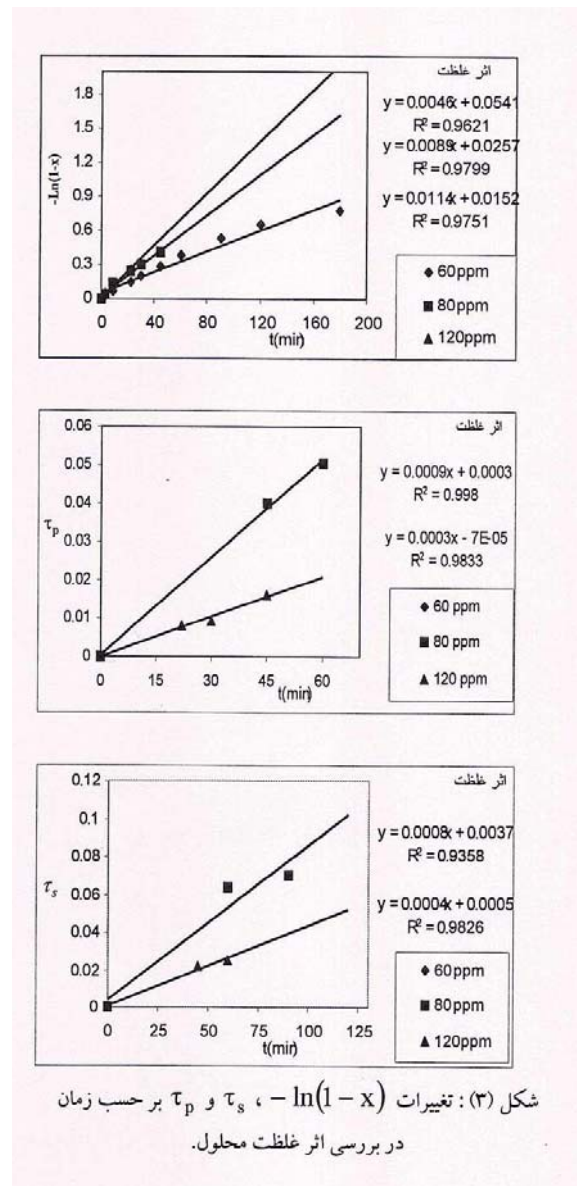 اثر غلظت
y = 0.0046x + 0.0541
R² = 0.9621
y = 0.0089x + 0.0257
R² = 0.9799
y = 0.0114x + 0.0152
R² = 0.9751
-Ln(1-x)
1.8
1.5
1.2
0.9
0.6
0.3
0
0 40 80 120 160 200
t(min)
60ppm
80ppm
120ppm
اثر غلظت
y = 0.0009x + 0.0003
R² = 0.998
y = 0.0003x - 7E-05
R² = 0.9833
τp
0.06
0.05
0.04
0.03
0.02
0.01
0
0 15 30 45 60
t(min)
60 ppm
80 ppm
120 ppm
اثر غلظت
y = 0.0008x + 0.0037
R² = 0.9358
y = 0.0004x + 0.0005
R² = 0.9826
τs
0.12
0.1
0.08
0.06
0.04
0.02
0
0 25 50 75 100 125
t(min)
60ppm
80ppm
120ppm
شکل (۳) : تغییرات − ln(1 − x) ، τs و τp بر حسب زمان
در بررسی اثر غلظت محلول.